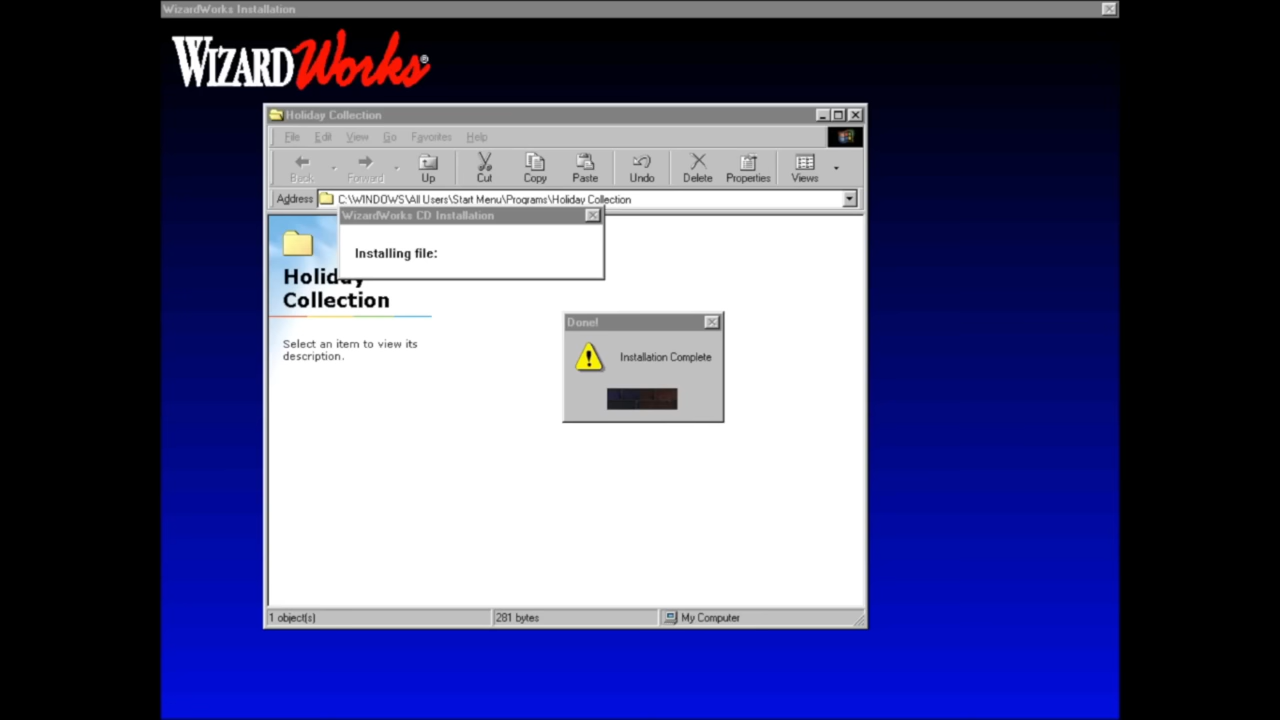 WizardWorks Installation
WIZARDWorks®
Holiday Collection
File Edit View Go Favorites Help
Back Forward Up Cut Copy Paste Undo Delete Properties Views
Address C:\WINDOWS\All Users\Start Menu\Programs\Holiday Collection
WizardWorks CD Installation
Installing file:
Holiday
Collection
Select an item to view its
description.
Done!
Installation Complete
1 object(s) 281 bytes My Computer